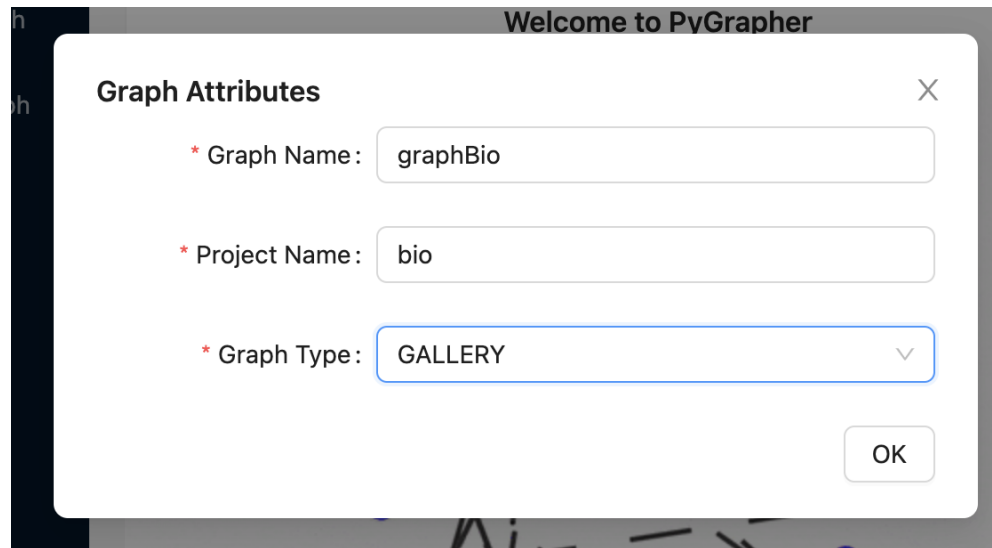 Welcome to PyGrapher
Graph Attributes
* Graph Name: graphBio
* Project Name: bio
* Graph Type: GALLERY
OK